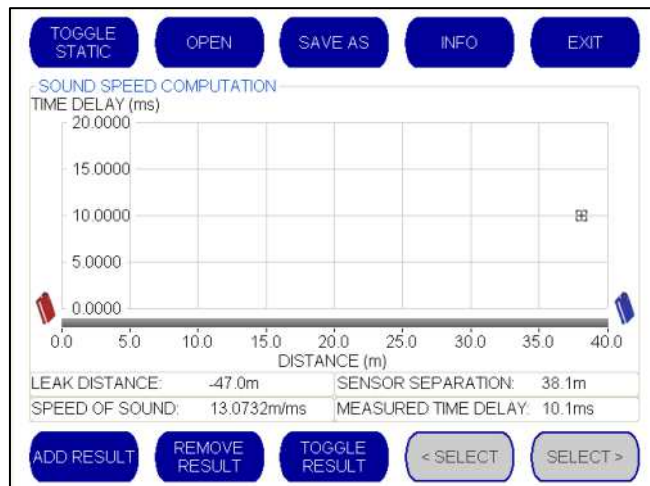 TOGGLE STATIC
OPEN
SAVE AS
INFO
EXIT
SOUND SPEED COMPUTATION
TIME DELAY (ms)
20.0000
15.0000
10.0000
5.0000
0.0000
0.0 5.0 10.0 15.0 20.0 25.0 30.0 35.0 40.0
DISTANCE (m)
LEAK DISTANCE: -47.0m SENSOR SEPARATION: 38.1m
SPEED OF SOUND: 13.0732m/ms MEASURED TIME DELAY: 10.1ms
ADD RESULT
REMOVE RESULT
TOGGLE RESULT
< SELECT
SELECT >